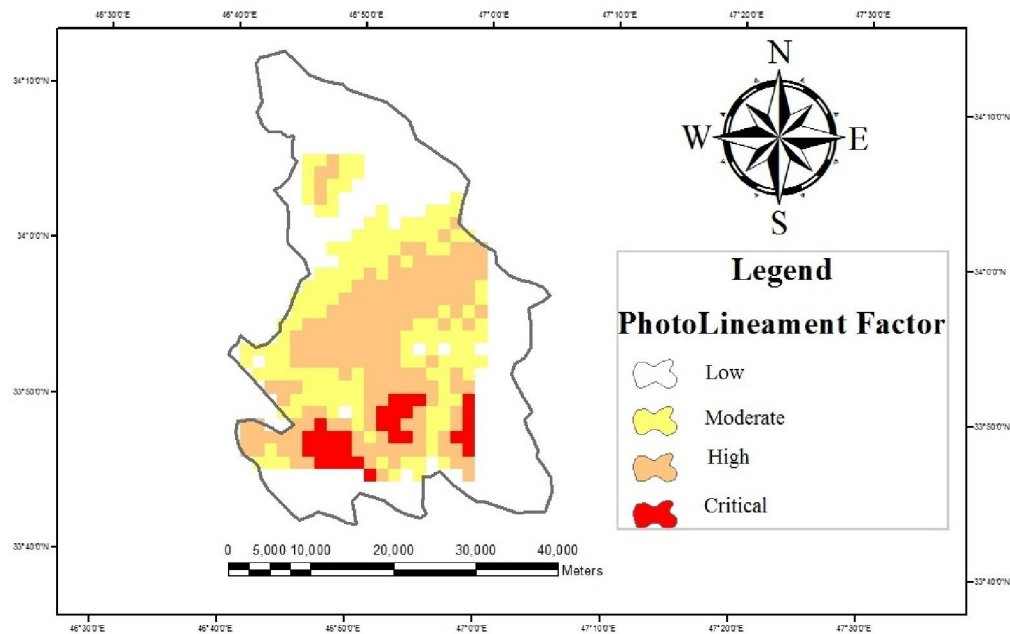 46°30'0"E 46°40'0"E 46°50'0"E 47°0'0"E 47°10'0"E 47°20'0"E 47°30'0"E
34°10'0"N
34°0'0"N
33°50'0"N
33°40'0"N
N
W E
S
34°10'0"N
34°0'0"N
33°50'0"N
33°40'0"N
Legend
PhotoLineament Factor
Low
Moderate
High
Critical
0 5,000 10,000 20,000 30,000 40,000
Meters
46°30'0"E 46°40'0"E 46°50'0"E 47°0'0"E 47°10'0"E 47°20'0"E 47°30'0"E